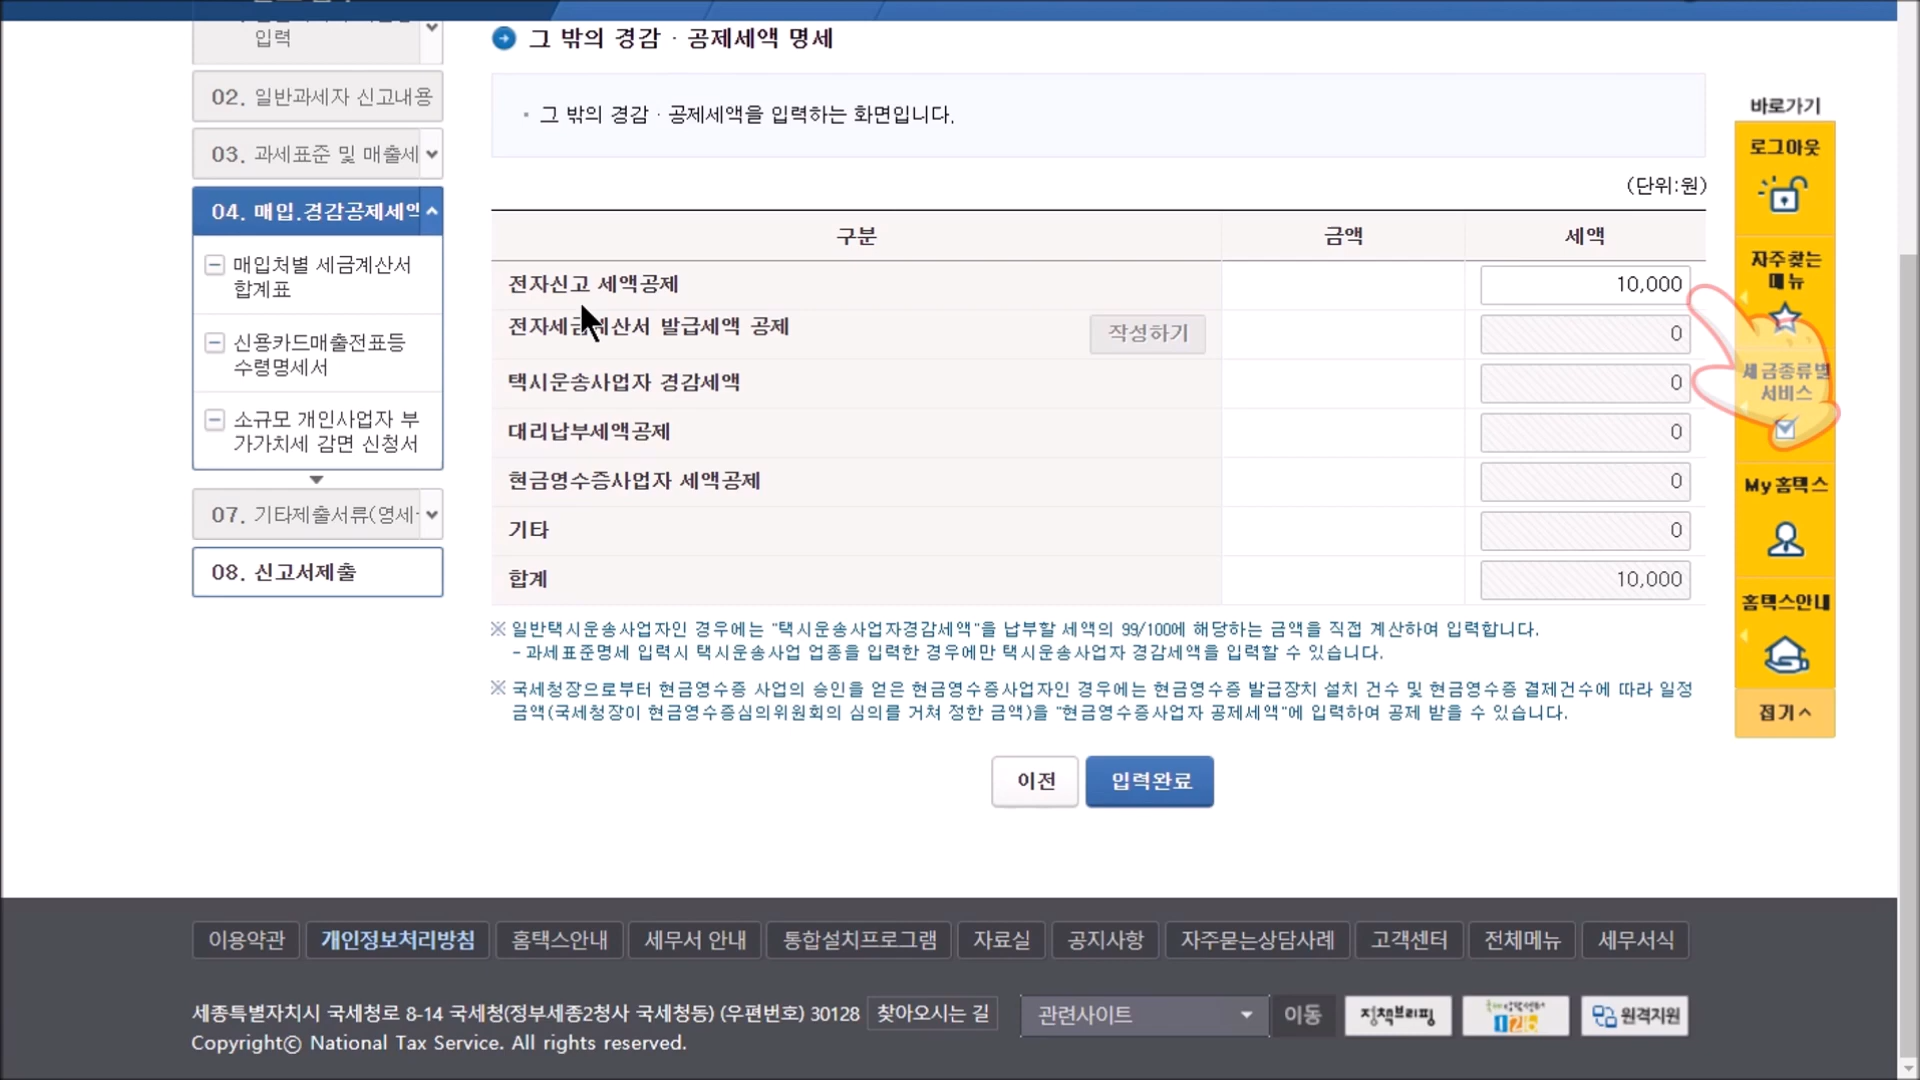 입력
02. 일반과세자 신고내용
03. 과세표준 및 매출세
04. 매입.경감공제세액
매입처별 세금계산서
합계표
신용카드매출전표등
수령명세서
소규모 개인사업자 부
가가치세 감면 신청서
07. 기타제출서류(명세
08. 신고서제출
그 밖의 경감 · 공제세액 명세
그 밖의 경감 · 공제세액을 입력하는 화면입니다.
(단위:원)
구분 금액 세액
전자신고 세액공제 10,000
전자세금계산서 발급세액 공제 작성하기 0
택시운송사업자 경감세액 0
대리납부세액공제 0
현금영수증사업자 세액공제 0
기타 0
합계 10,000
※ 일반택시운송사업자인 경우에는 "택시운송사업자경감세액"을 납부할 세액의 99/100에 해당하는 금액을 직접 계산하여 입력합니다.
- 과세표준명세 입력시 택시운송사업 업종을 입력한 경우에만 택시운송사업자 경감세액을 입력할 수 있습니다.
※ 국세청장으로부터 현금영수증 사업의 승인을 얻은 현금영수증사업자인 경우에는 현금영수증 발급장치 설치 건수 및 현금영수증 결제건수에 따라 일정
금액(국세청장이 현금영수증심의위원회의 심의를 거쳐 정한 금액)을 "현금영수증사업자 공제세액"에 입력하여 공제 받을 수 있습니다.
이전 입력완료
바로가기
로그아웃
자주찾는
메뉴
세금종류별
서비스
My홈택스
홈택스안내
접기
이용약관 개인정보처리방침 홈택스안내 세무서 안내 통합설치프로그램 자료실 공지사항 자주묻는상담사례 고객센터 전체메뉴 세무서식
세종특별자치시 국세청로 8-14 국세청(정부세종2청사 국세청동) (우편번호) 30128 찾아오시는 길 관련사이트 이동 정책브리핑 126 원격지원
Copyright© National Tax Service. All rights reserved.